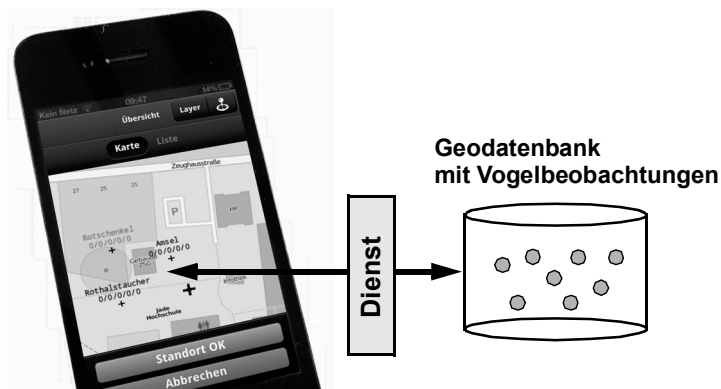 Kein Netz 09:47 14%
Übersicht Layer
Karte Liste
Zeughausstraße
27 25 21
P
Rotschenkel
0/0/0/0/0
Amsel
0/0/0/0/0
Rothalstaucher
0/0/0/0/0
Jade
Hochschule
Standort OK
Abbrechen
Dienst
Geodatenbank
mit Vogelbeobachtungen